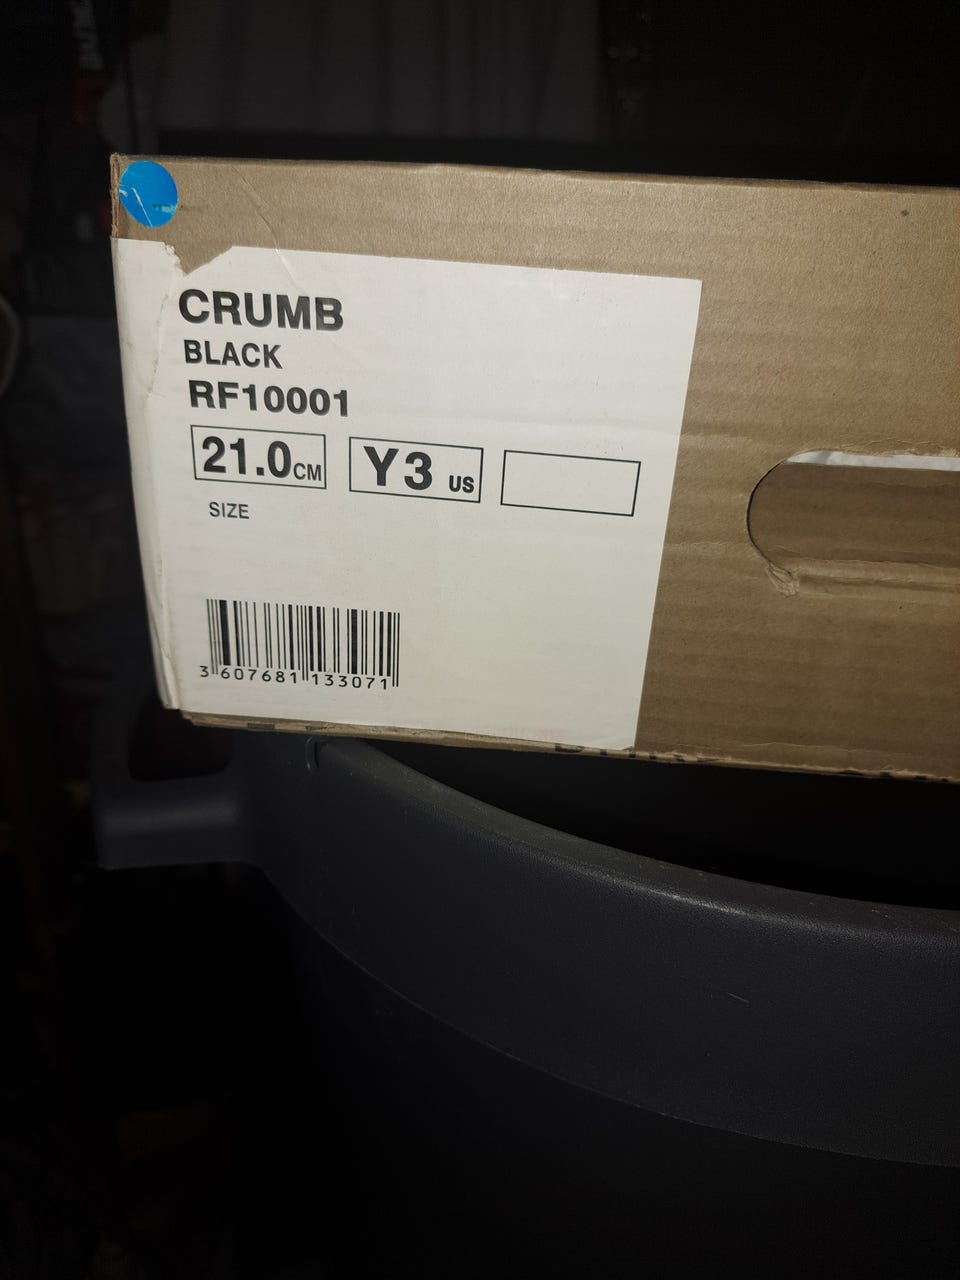 CRUMB
BLACK
RF10001
21.0CM Y3 US
SIZE
3 607681 133071